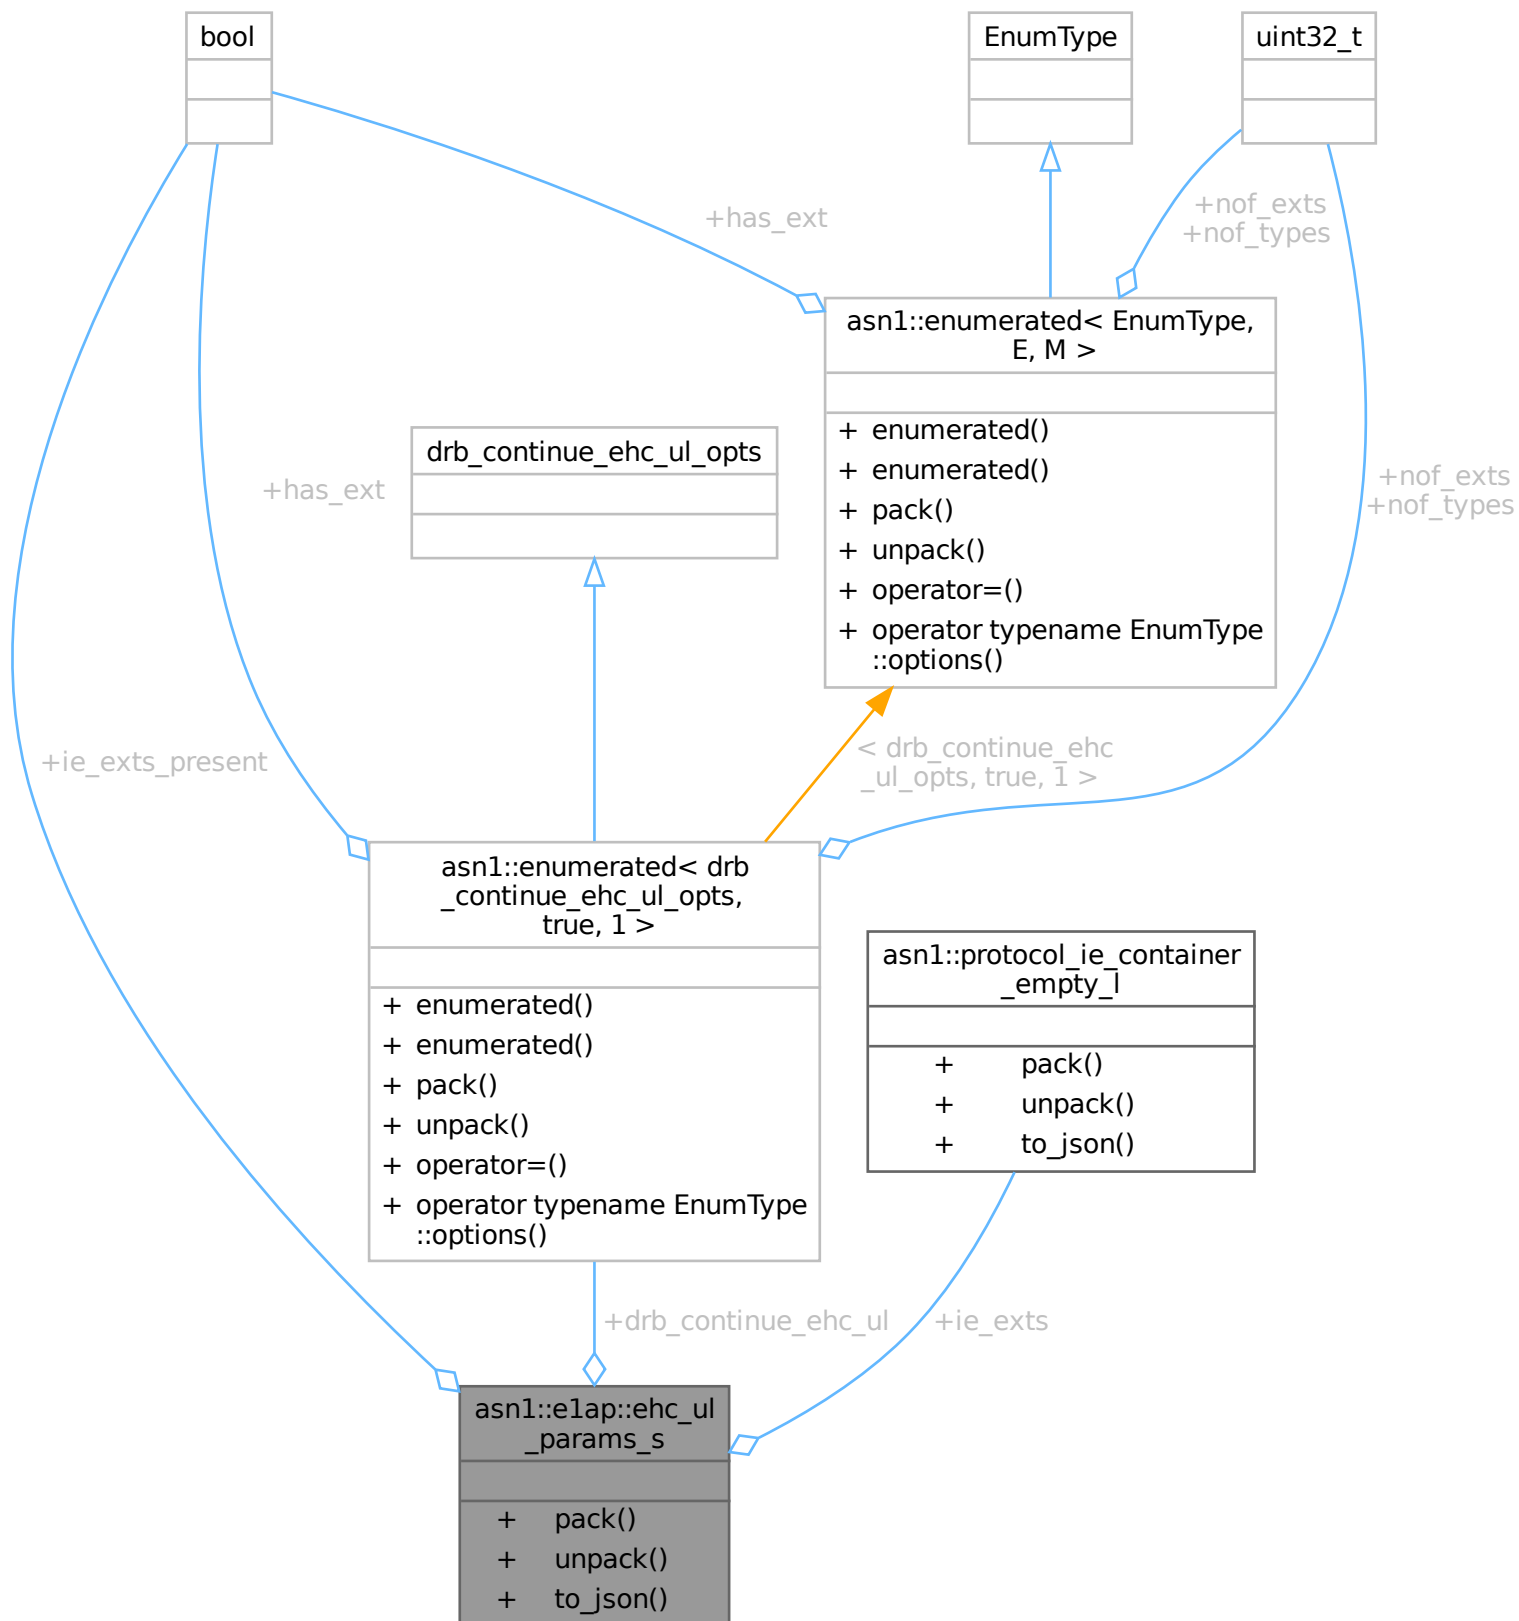 bool
EnumType
uint32_t
+has_ext
+nof_exts
+nof_types
asn1::enumerated< EnumType,
E, M >
+ enumerated()
+ enumerated()
+ pack()
+ unpack()
+ operator=()
+ operator typename EnumType
::options()
drb_continue_ehc_ul_opts
+has_ext
+nof_exts
+nof_types
+ie_exts_present
< drb_continue_ehc
_ul_opts, true, 1 >
asn1::enumerated< drb
_continue_ehc_ul_opts,
true, 1 >
+ enumerated()
+ enumerated()
+ pack()
+ unpack()
+ operator=()
+ operator typename EnumType
::options()
asn1::protocol_ie_container
_empty_l
+ pack()
+ unpack()
+ to_json()
+drb_continue_ehc_ul
+ie_exts
asn1::e1ap::ehc_ul
_params_s
+ pack()
+ unpack()
+ to_json()